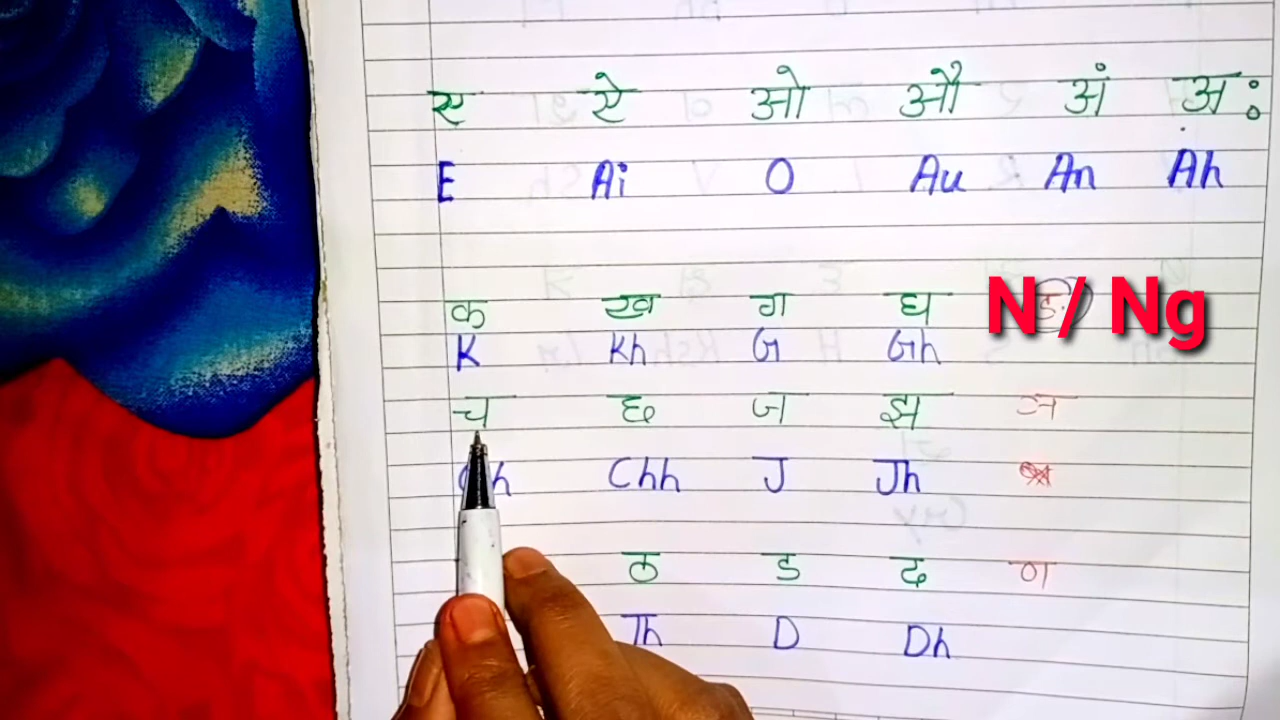 ए ऐ ओ औ अं अः
E Ai O Au An Ah
क ख ग घ ङ N / Ng
K Kh G Gh
च छ ज झ ञ
Ch Chh J Jh
ठ ड ढ ण
Th D Dh